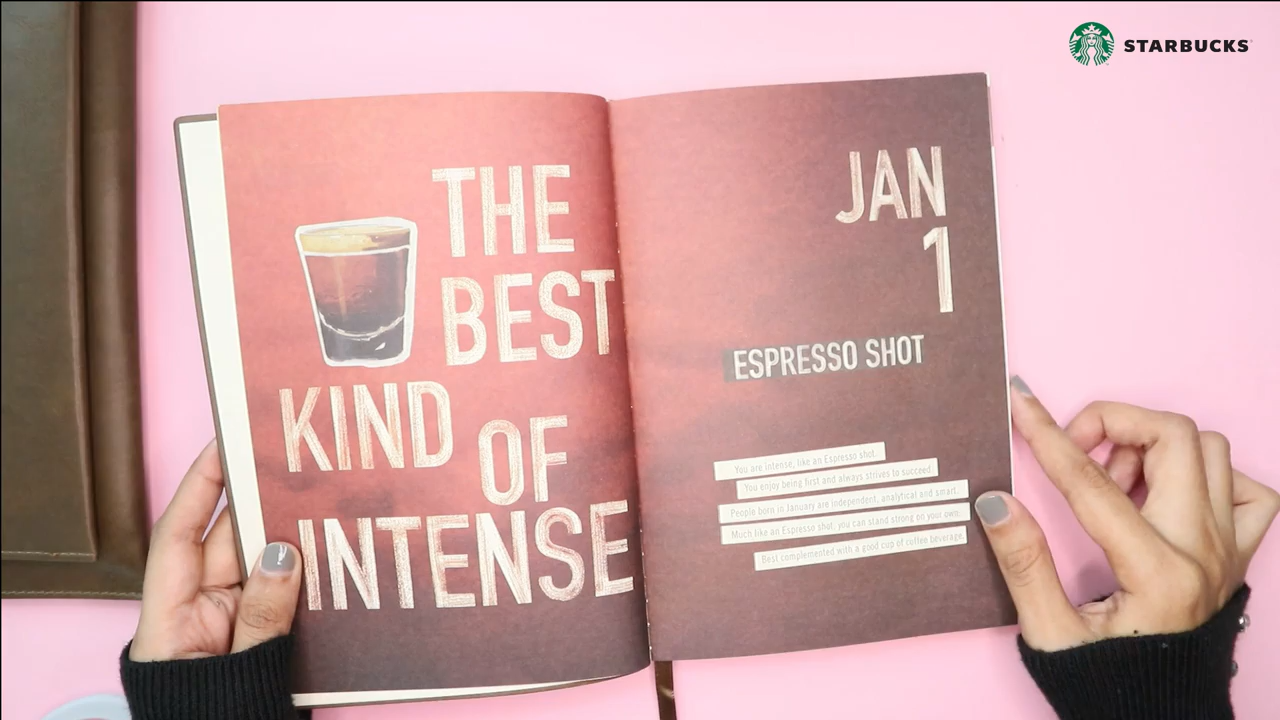 STARBUCKS
THE
BEST
KIND
OF
INTENSE
JAN
1
ESPRESSO SHOT
You are intense, like an Espresso shot.
You enjoy being first and always strives to succeed.
People born in January are independent, analytical and smart.
Much like an Espresso shot, you can stand strong on your own.
Best complemented with a good cup of coffee beverage.